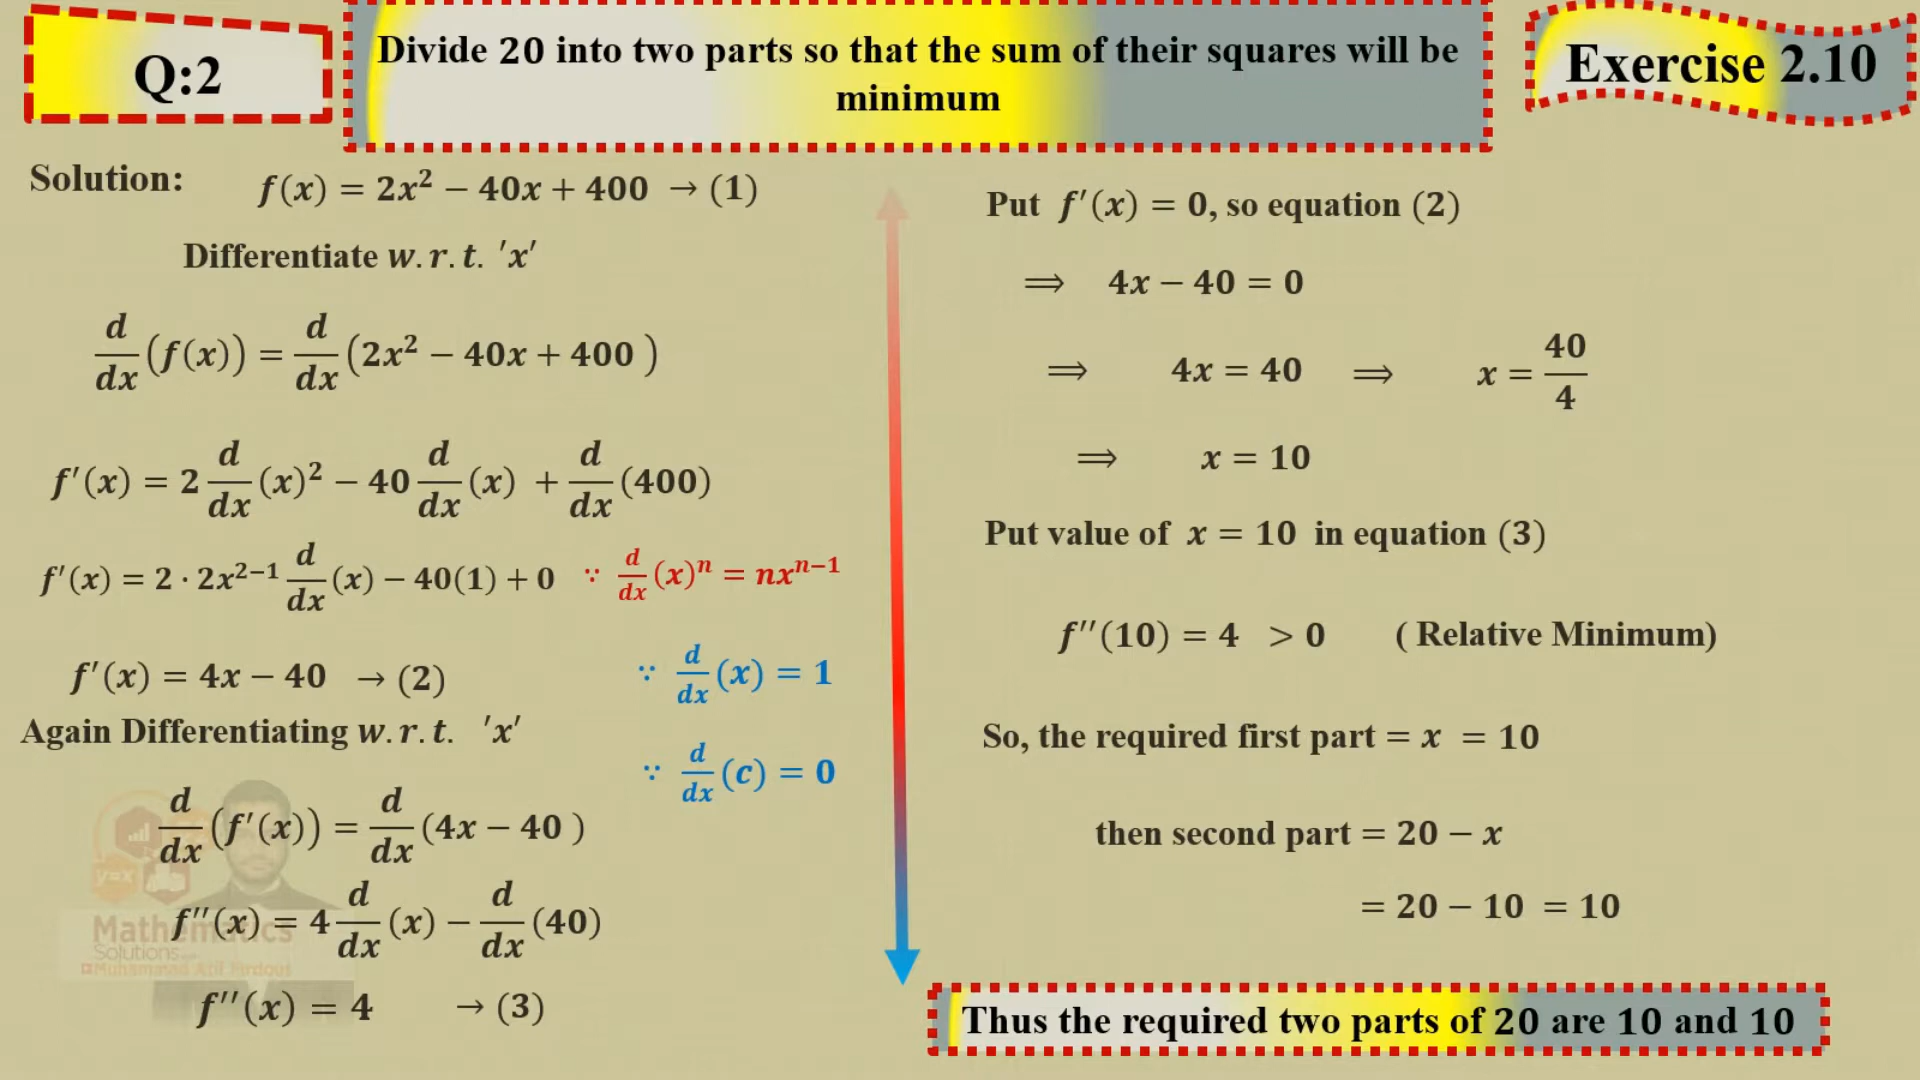 Q:2
Divide 20 into two parts so that the sum of their squares will be
minimum
Exercise 2.10
Solution: f(x) = 2x² − 40x + 400 → (1)
Differentiate w.r.t. 'x'
d/dx (f(x)) = d/dx (2x² − 40x + 400 )
f′(x) = 2 d/dx (x)² − 40 d/dx (x) + d/dx (400)
f′(x) = 2 · 2x²⁻¹ d/dx (x) − 40(1) + 0 ∵ d/dx (x)ⁿ = nxⁿ⁻¹
f′(x) = 4x − 40 → (2) ∵ d/dx (x) = 1
Again Differentiating w.r.t. 'x'
∵ d/dx (c) = 0
d/dx (f′(x)) = d/dx (4x − 40 )
f′′(x) = 4 d/dx (x) − d/dx (40)
f′′(x) = 4 → (3)
y=x
Mathematics
Solutions
Muhammad Atif Firdous
Put f′(x) = 0, so equation (2)
⟹ 4x − 40 = 0
⟹ 4x = 40 ⟹ x = 40/4
⟹ x = 10
Put value of x = 10 in equation (3)
f′′(10) = 4 > 0 ( Relative Minimum)
So, the required first part = x = 10
then second part = 20 − x
= 20 − 10 = 10
Thus the required two parts of 20 are 10 and 10